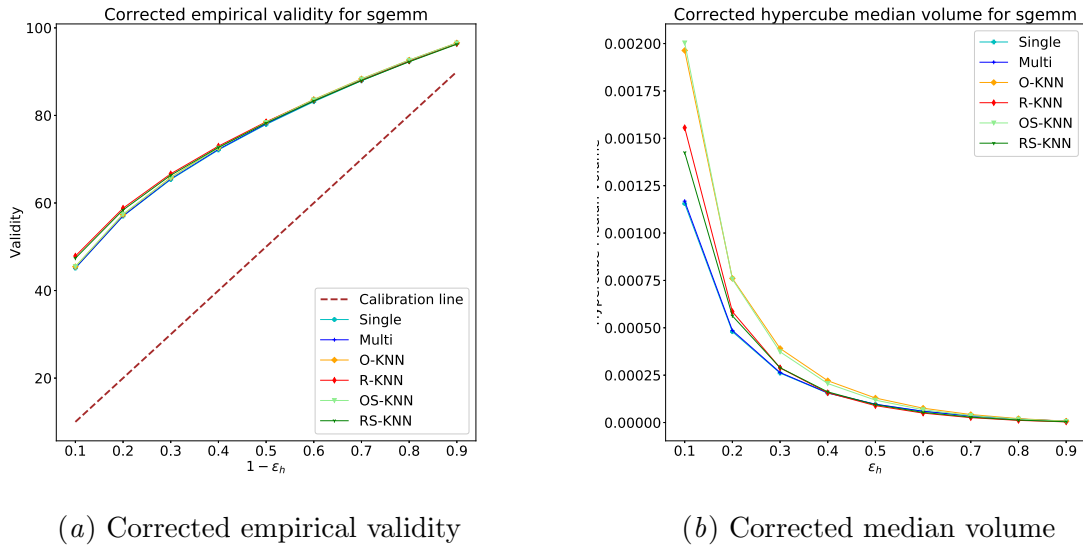 Corrected empirical validity for sgemm
100
80
60
40
20
Validity
0.1 0.2 0.3 0.4 0.5 0.6 0.7 0.8 0.9
1 − ε_h
Calibration line
Single
Multi
O-KNN
R-KNN
OS-KNN
RS-KNN
(a) Corrected empirical validity
Corrected hypercube median volume for sgemm
0.00200
0.00175
0.00150
0.00125
0.00100
0.00075
0.00050
0.00025
0.00000
Hypercube median volume
0.1 0.2 0.3 0.4 0.5 0.6 0.7 0.8 0.9
ε_h
Single
Multi
O-KNN
R-KNN
OS-KNN
RS-KNN
(b) Corrected median volume